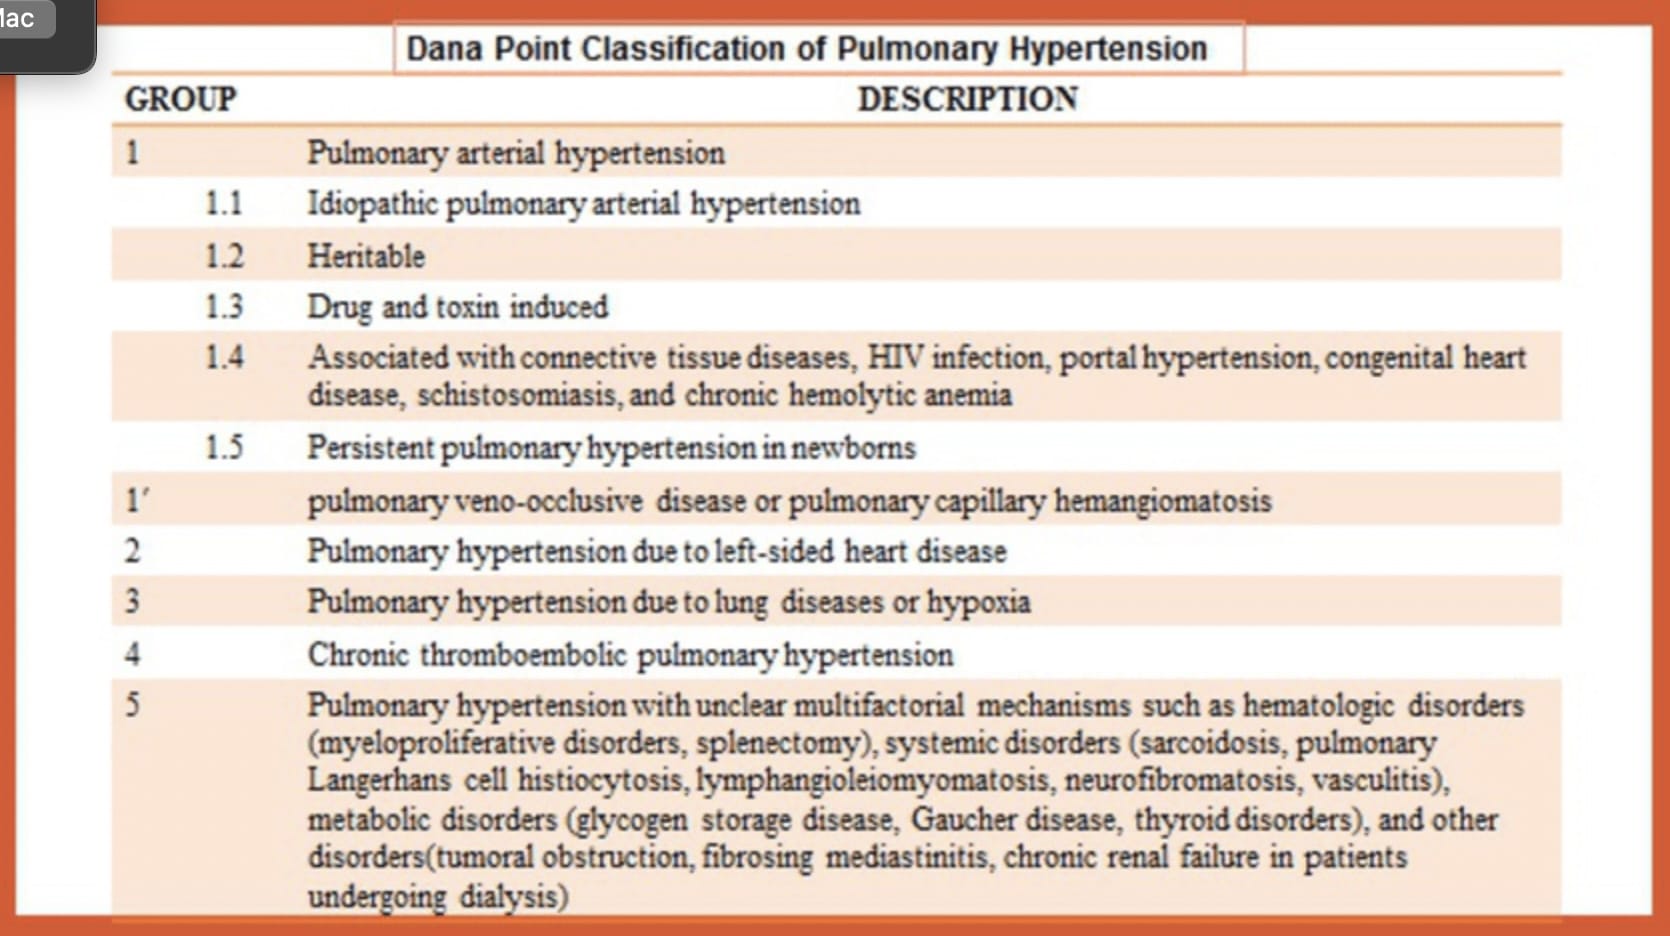 Dana Point Classification of Pulmonary Hypertension
GROUP DESCRIPTION
1 Pulmonary arterial hypertension
1.1 Idiopathic pulmonary arterial hypertension
1.2 Heritable
1.3 Drug and toxin induced
1.4 Associated with connective tissue diseases, HIV infection, portal hypertension, congenital heart
disease, schistosomiasis, and chronic hemolytic anemia
1.5 Persistent pulmonary hypertension in newborns
1′ pulmonary veno-occlusive disease or pulmonary capillary hemangiomatosis
2 Pulmonary hypertension due to left-sided heart disease
3 Pulmonary hypertension due to lung diseases or hypoxia
4 Chronic thromboembolic pulmonary hypertension
5 Pulmonary hypertension with unclear multifactorial mechanisms such as hematologic disorders
(myeloproliferative disorders, splenectomy), systemic disorders (sarcoidosis, pulmonary
Langerhans cell histiocytosis, lymphangioleiomyomatosis, neurofibromatosis, vasculitis),
metabolic disorders (glycogen storage disease, Gaucher disease, thyroid disorders), and other
disorders(tumoral obstruction, fibrosing mediastinitis, chronic renal failure in patients
undergoing dialysis)